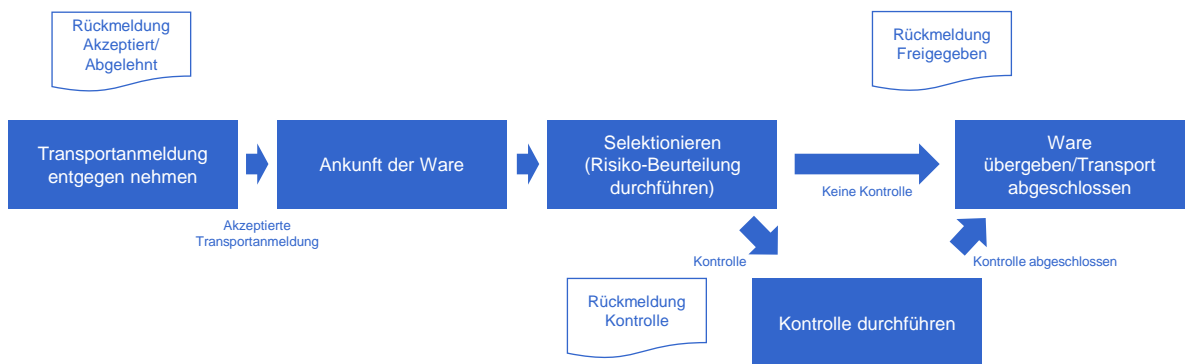 Rückmeldung
Akzeptiert/
Abgelehnt
Rückmeldung
Freigegeben
Transportanmeldung
entgegen nehmen
Ankunft der Ware
Selektionieren
(Risiko-Beurteilung
durchführen)
Ware
übergeben/Transport
abgeschlossen
Keine Kontrolle
Akzeptierte
Transportanmeldung
Kontrolle
Kontrolle abgeschlossen
Rückmeldung
Kontrolle
Kontrolle durchführen